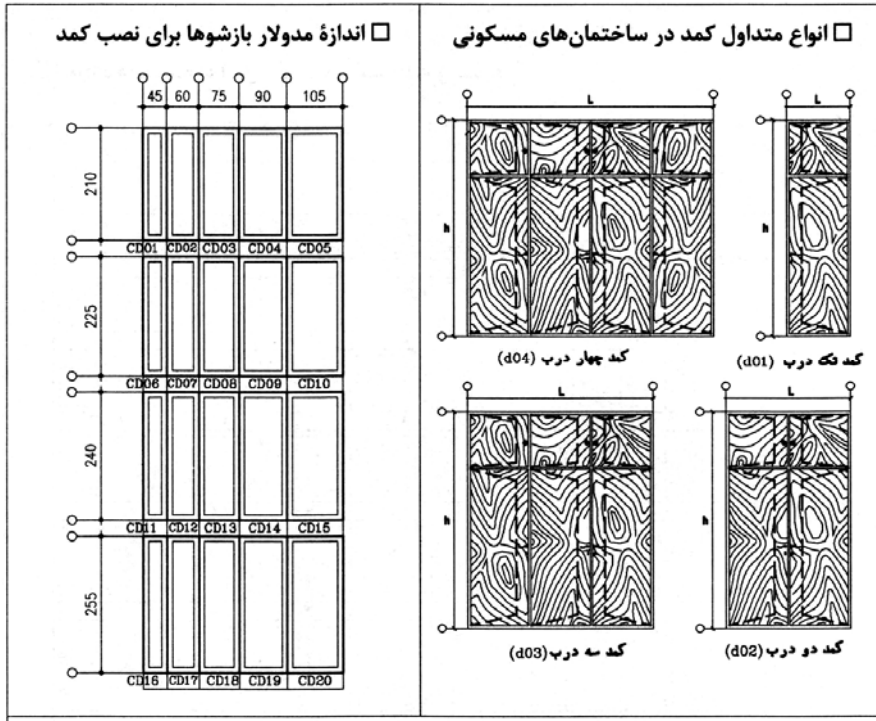 □ انواع متداول کمد در ساختمان‌های مسکونی
L
L
h
h
کمد چهار درب (d04)
کمد تک درب (d01)
L
L
h
h
کمد سه درب (d03)
کمد دو درب (d02)
□ اندازهٔ مدولار بازشوها برای نصب کمد
45 60 75 90 105
210
CD01 CD02 CD03 CD04 CD05
225
CD06 CD07 CD08 CD09 CD10
240
CD11 CD12 CD13 CD14 CD15
255
CD16 CD17 CD18 CD19 CD20